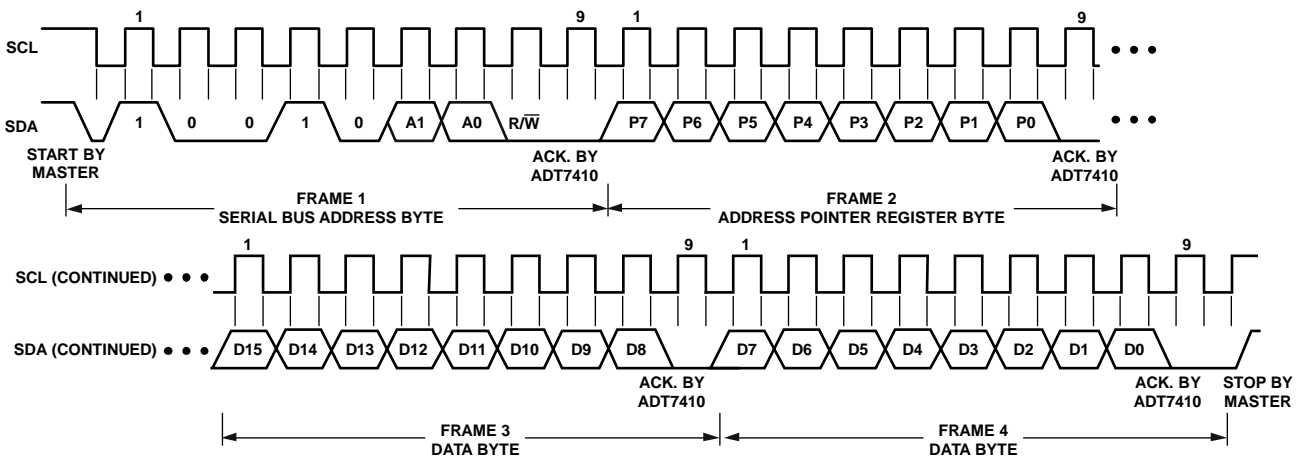 1 9 1 9
SCL
SDA
1 0 0 1 0 A1 A0 R/W̅ P7 P6 P5 P4 P3 P2 P1 P0
START BY
MASTER
ACK. BY
ADT7410
ACK. BY
ADT7410
FRAME 1
SERIAL BUS ADDRESS BYTE
FRAME 2
ADDRESS POINTER REGISTER BYTE
1 9 1 9
SCL (CONTINUED)
SDA (CONTINUED)
D15 D14 D13 D12 D11 D10 D9 D8 D7 D6 D5 D4 D3 D2 D1 D0
ACK. BY
ADT7410
ACK. BY
ADT7410
STOP BY
MASTER
FRAME 3
DATA BYTE
FRAME 4
DATA BYTE